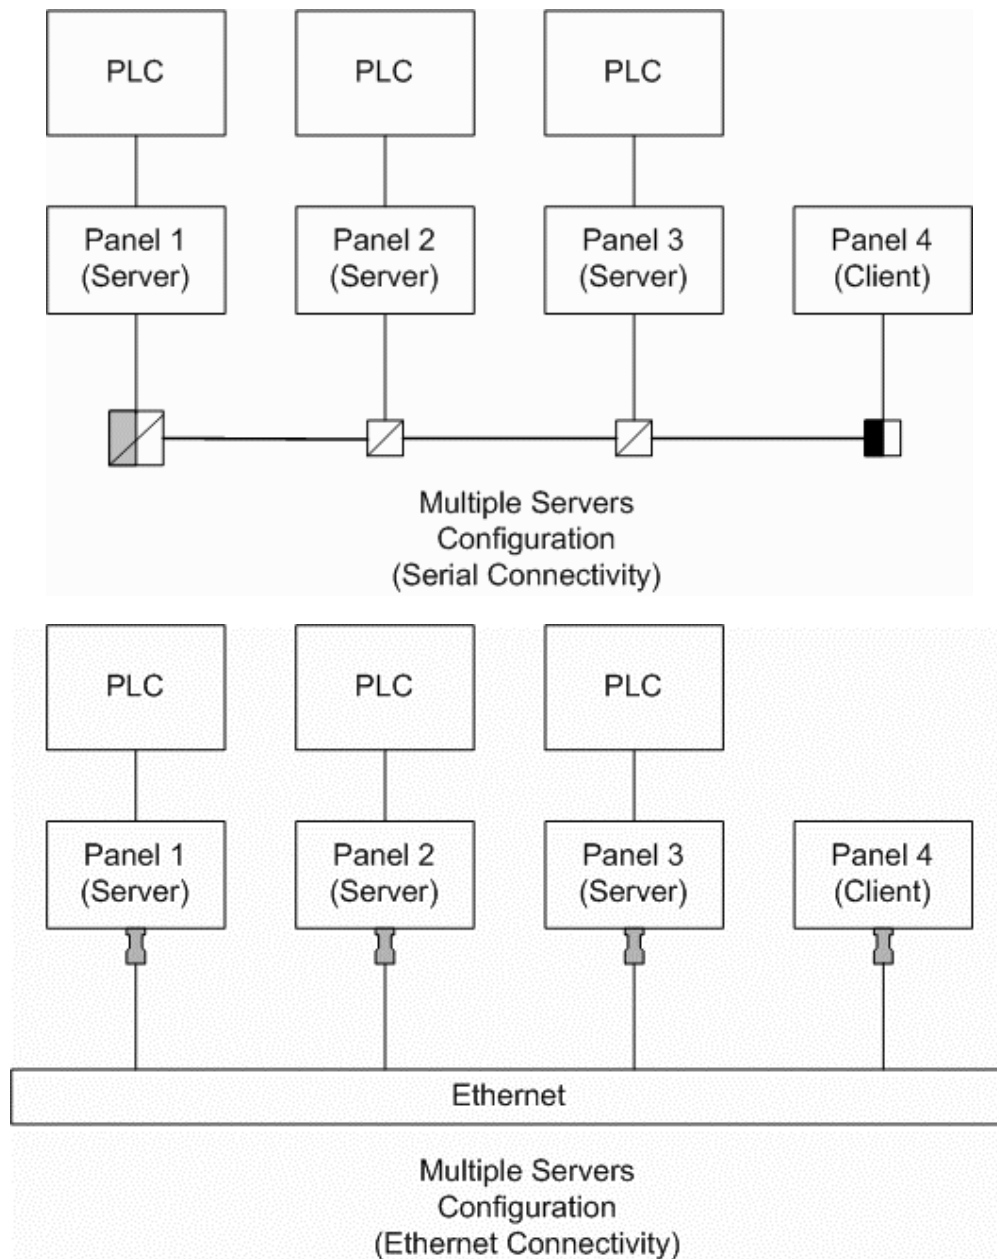 PLC
PLC
PLC
Panel 1
(Server)
Panel 2
(Server)
Panel 3
(Server)
Panel 4
(Client)
Multiple Servers
Configuration
(Serial Connectivity)
PLC
PLC
PLC
Panel 1
(Server)
Panel 2
(Server)
Panel 3
(Server)
Panel 4
(Client)
Ethernet
Multiple Servers
Configuration
(Ethernet Connectivity)